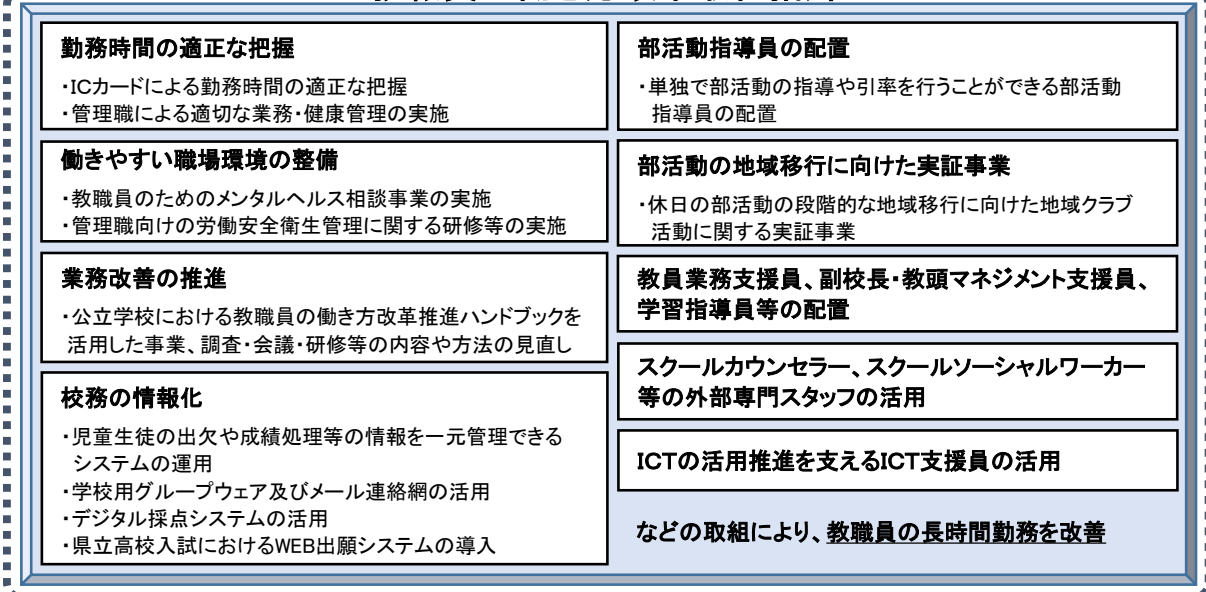 勤務時間の適正な把握
・ICカードによる勤務時間の適正な把握
・管理職による適切な業務・健康管理の実施
働きやすい職場環境の整備
・教職員のためのメンタルヘルス相談事業の実施
・管理職向けの労働安全衛生管理に関する研修等の実施
業務改善の推進
・公立学校における教職員の働き方改革推進ハンドブックを
活用した事業、調査・会議・研修等の内容や方法の見直し
校務の情報化
・児童生徒の出欠や成績処理等の情報を一元管理できる
システムの運用
・学校用グループウェア及びメール連絡網の活用
・デジタル採点システムの活用
・県立高校入試におけるWEB出願システムの導入
部活動指導員の配置
・単独で部活動の指導や引率を行うことができる部活動
指導員の配置
部活動の地域移行に向けた実証事業
・休日の部活動の段階的な地域移行に向けた地域クラブ
活動に関する実証事業
教員業務支援員、副校長・教頭マネジメント支援員、
学習指導員等の配置
スクールカウンセラー、スクールソーシャルワーカー
等の外部専門スタッフの活用
ICTの活用推進を支えるICT支援員の活用
などの取組により、教職員の長時間勤務を改善